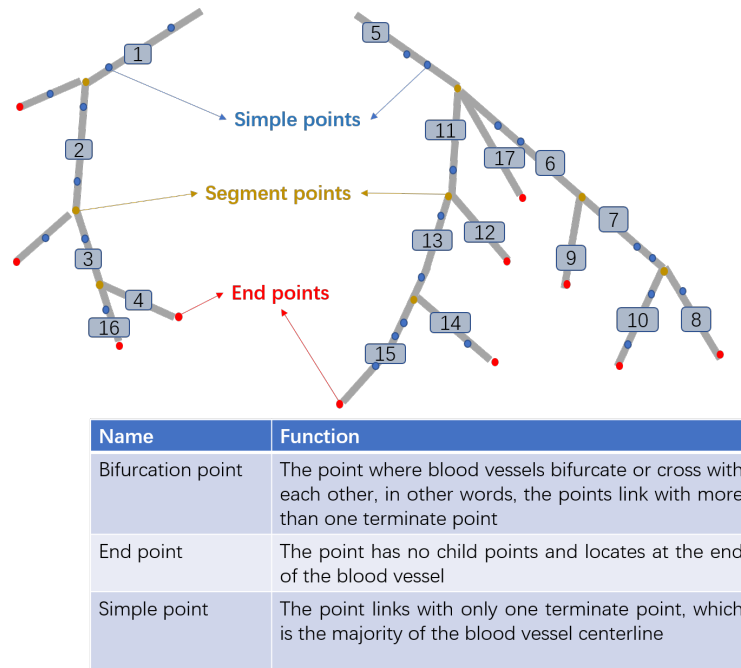 5
1
Simple points
11
17
2
6
Segment points
7
12
13
3
9
End points
4
16
14
10
8
15
Name Function
Bifurcation point The point where blood vessels bifurcate or cross with
each other, in other words, the points link with more
than one terminate point
End point The point has no child points and locates at the end
of the blood vessel
Simple point The point links with only one terminate point, which
is the majority of the blood vessel centerline